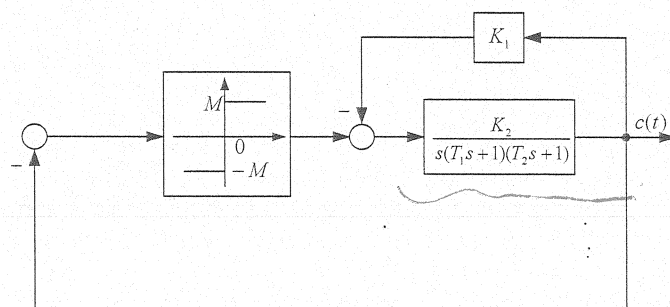 K₁
M
0
−M
K₂
s(T₁s+1)(T₂s+1)
c(t)
−
−